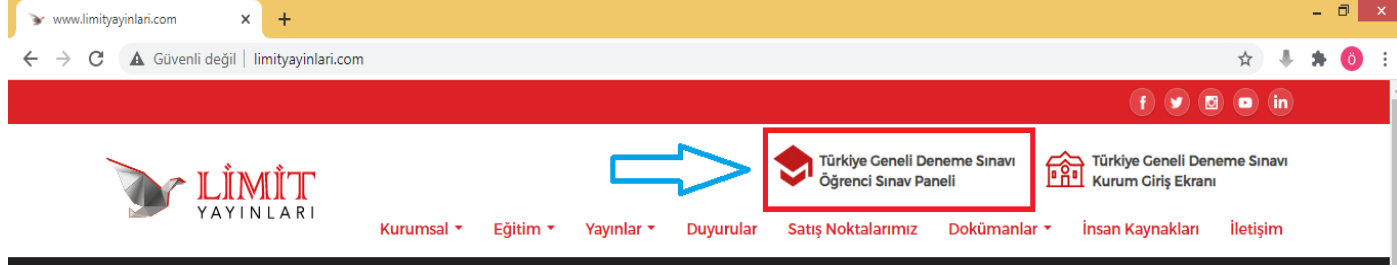 www.limityayinlari.com
Güvenli değil | limityayinlari.com
ö
Türkiye Geneli Deneme Sınavı
Öğrenci Sınav Paneli
Türkiye Geneli Deneme Sınavı
Kurum Giriş Ekranı
LİMİT
YAYINLARI
Kurumsal Eğitim Yayınlar Duyurular Satış Noktalarımız Dokümanlar İnsan Kaynakları İletişim